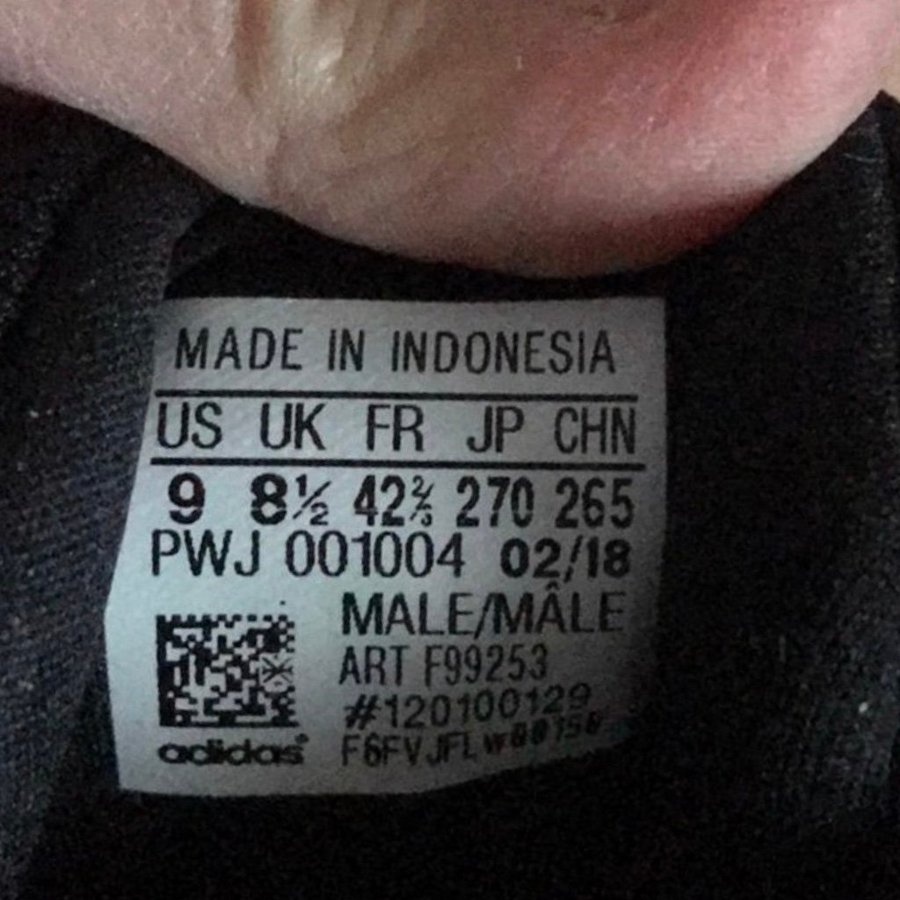 MADE IN INDONESIA
US UK FR JP CHN
9 8½ 42⅔ 270 265
PWJ 001004 02/18
MALE/MÂLE
ART F99253
#120100129
adidas®